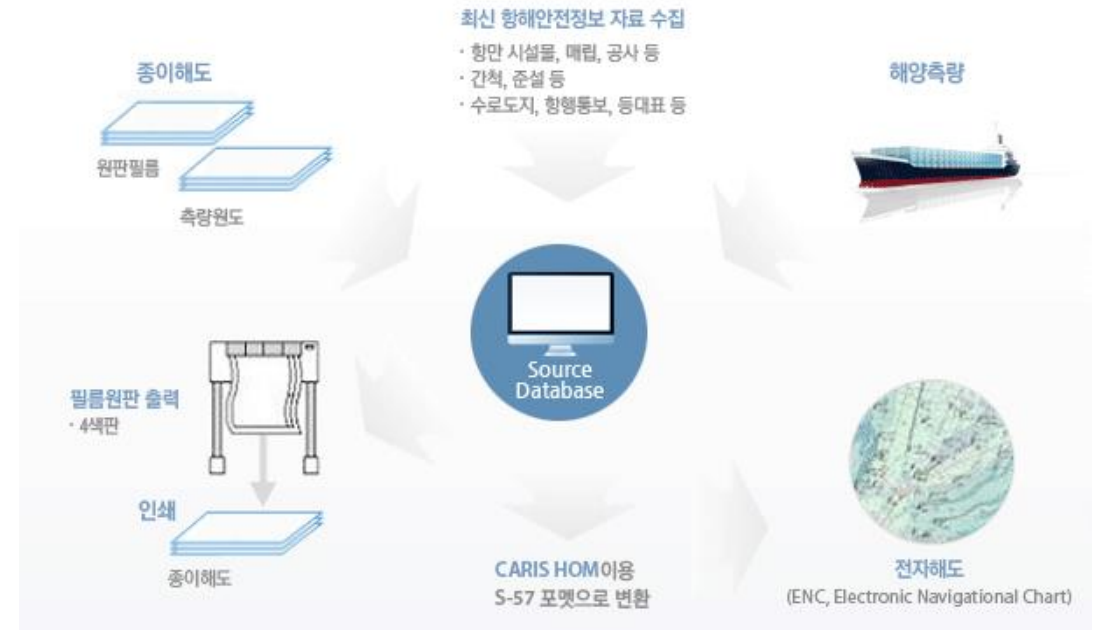 최신 항해안전정보 자료 수집
· 항만 시설물, 매립, 공사 등
· 간척, 준설 등
· 수로도지, 항행통보, 등대표 등
종이해도
원판필름
측량원도
해양측량
Source
Database
필름원판 출력
· 4색판
인쇄
종이해도
CARIS HOM이용
S-57 포멧으로 변환
전자해도
(ENC, Electronic Navigational Chart)